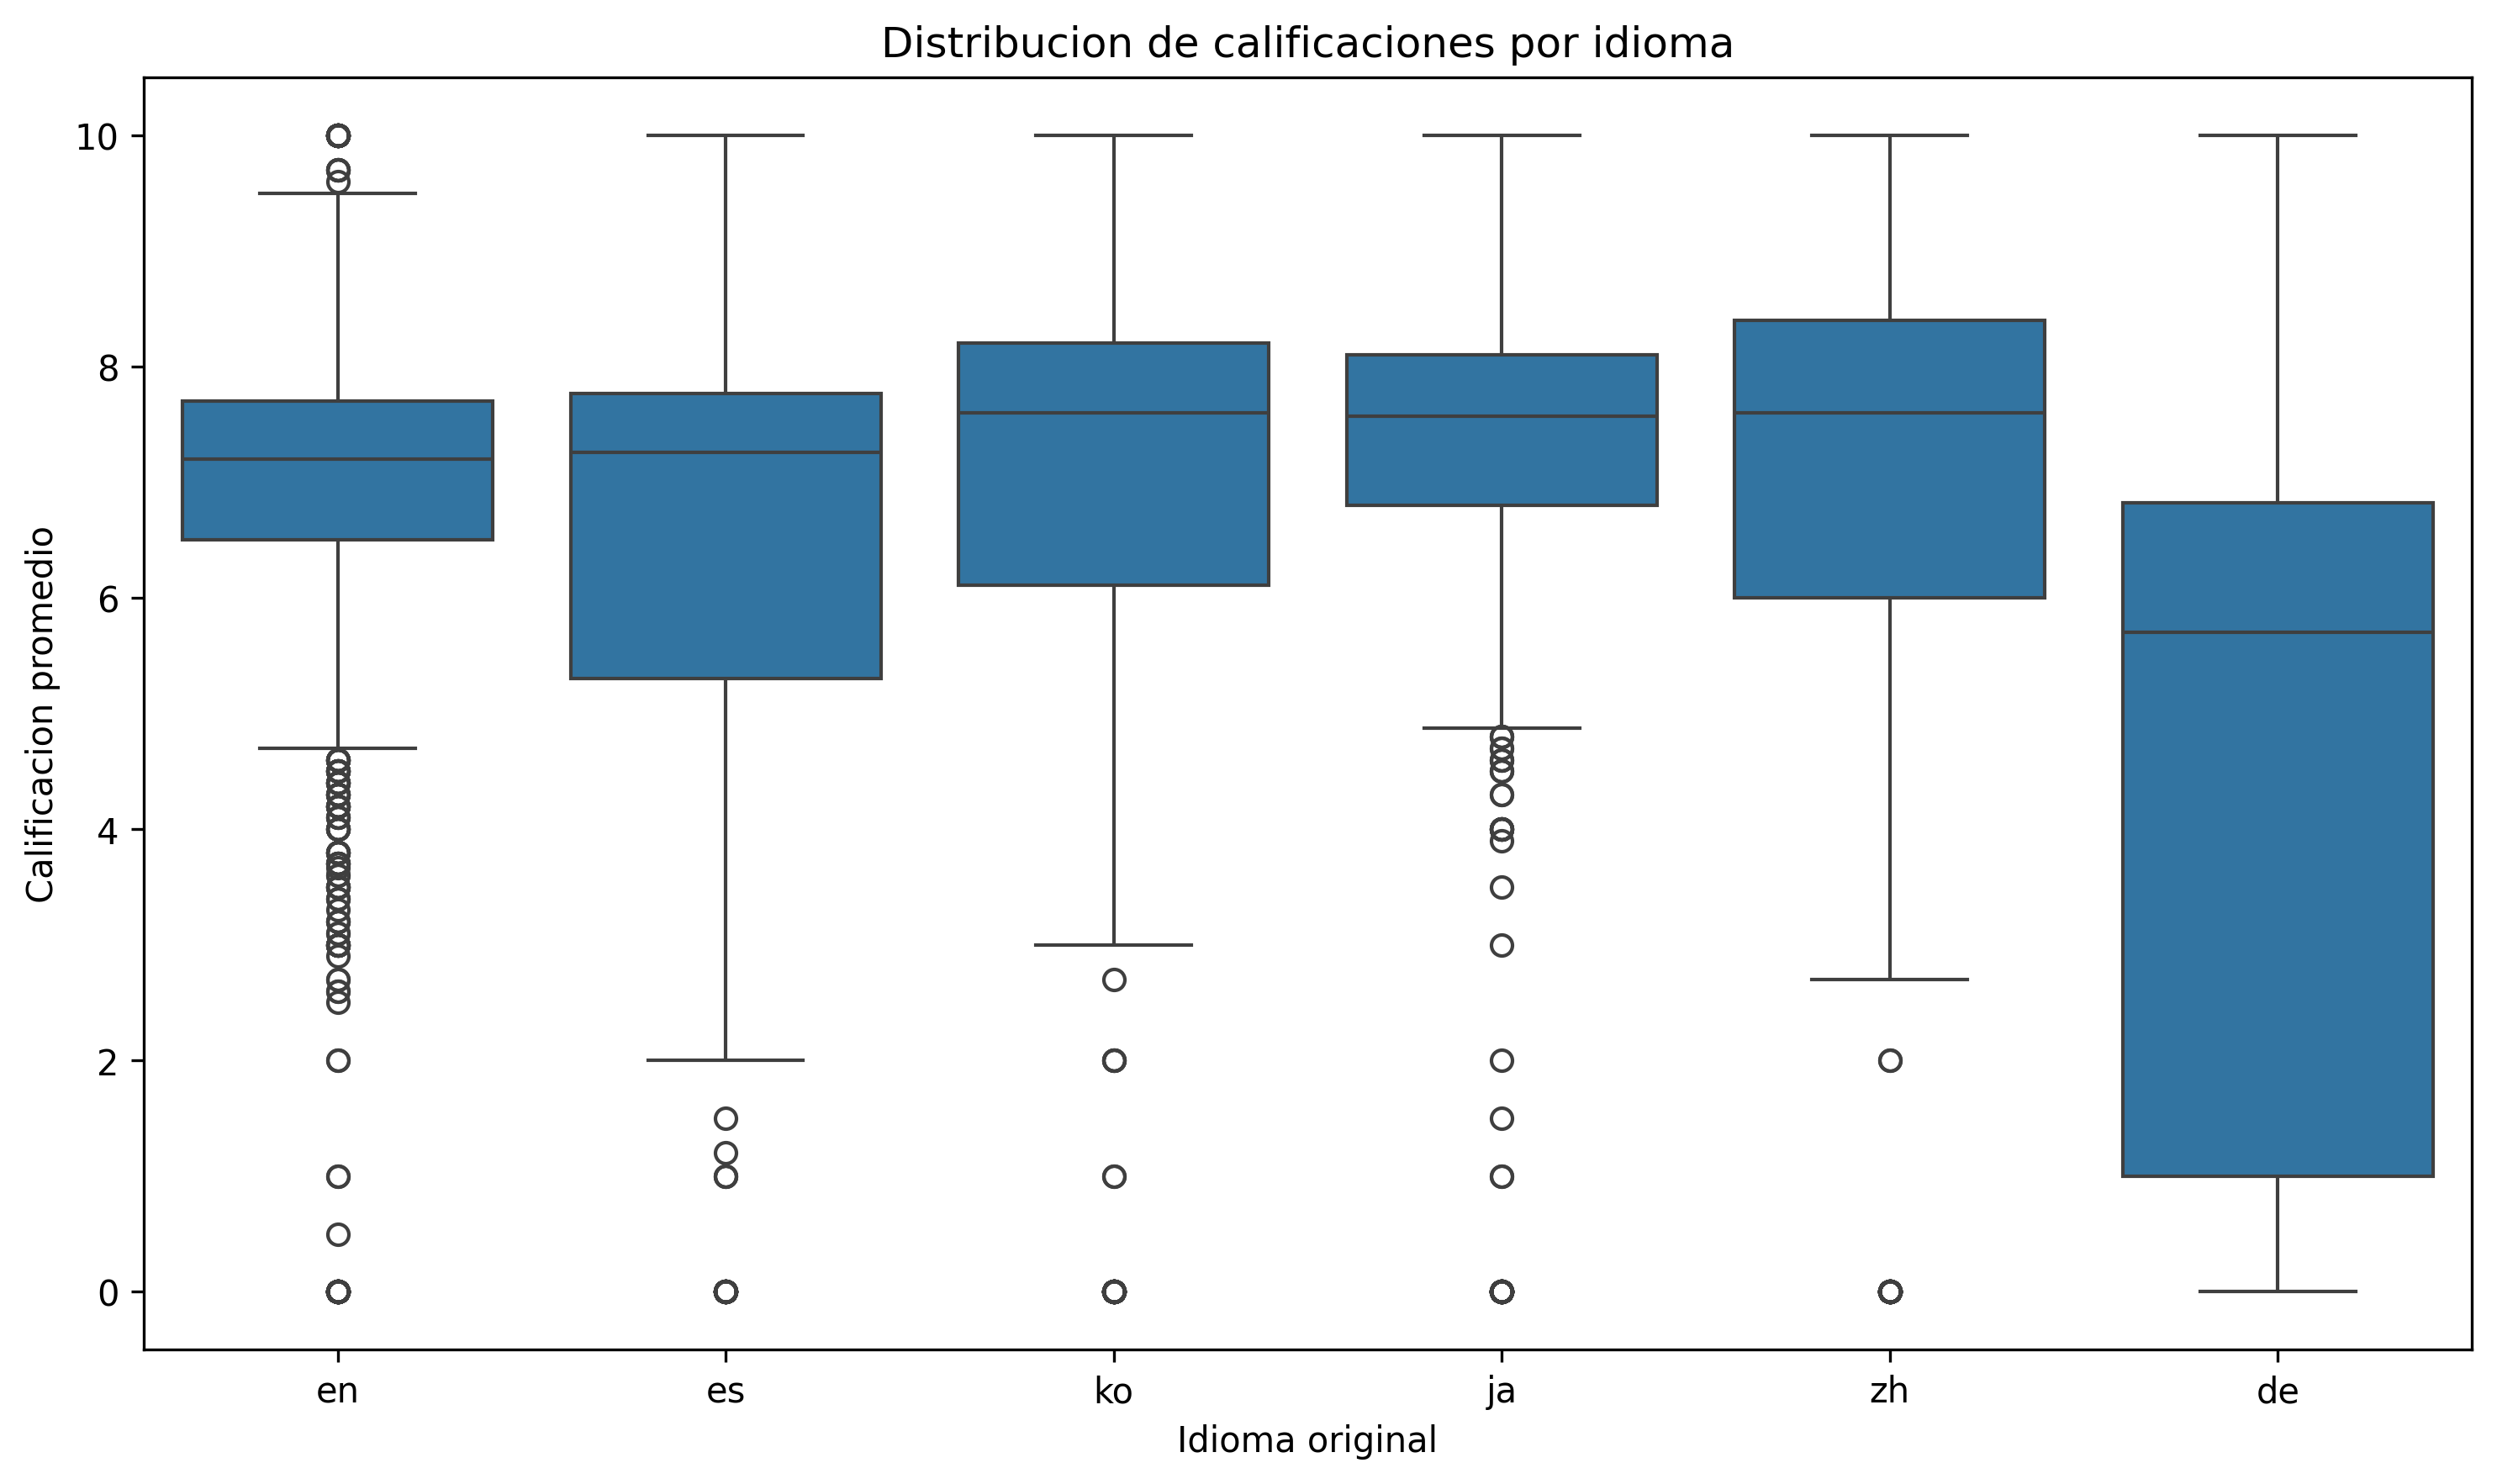 Distribucion de calificaciones por idioma
Calificacion promedio
10
8
6
4
2
0
en es ko ja zh de
Idioma original